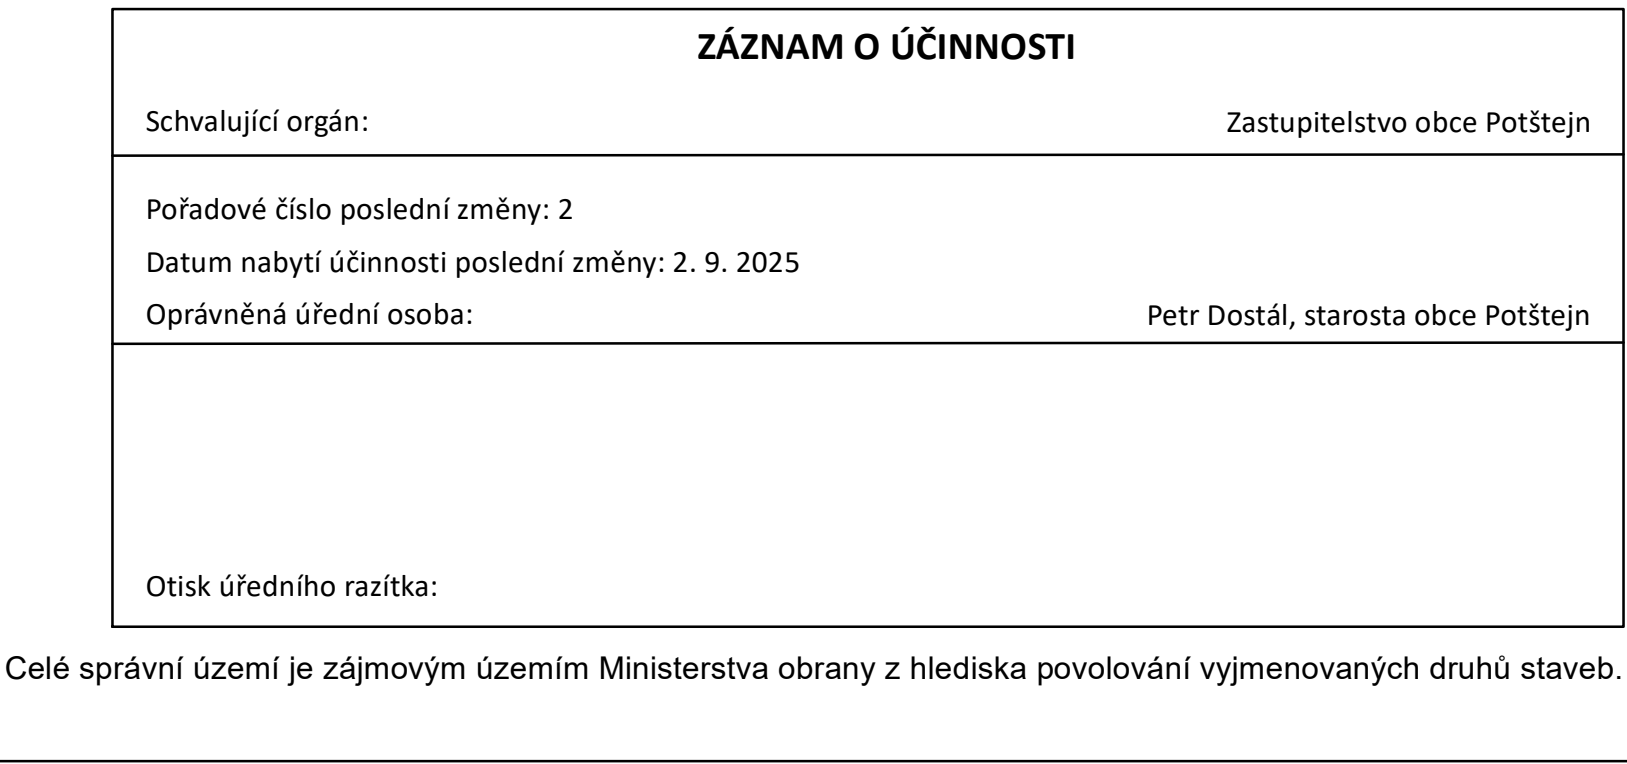 ZÁZNAM O ÚČINNOSTI
Schvalující orgán: Zastupitelstvo obce Potštejn
Pořadové číslo poslední změny: 2
Datum nabytí účinnosti poslední změny: 2. 9. 2025
Oprávněná úřední osoba: Petr Dostál, starosta obce Potštejn
Otisk úředního razítka:
Celé správní území je zájmovým územím Ministerstva obrany z hlediska povolování vyjmenovaných druhů staveb.